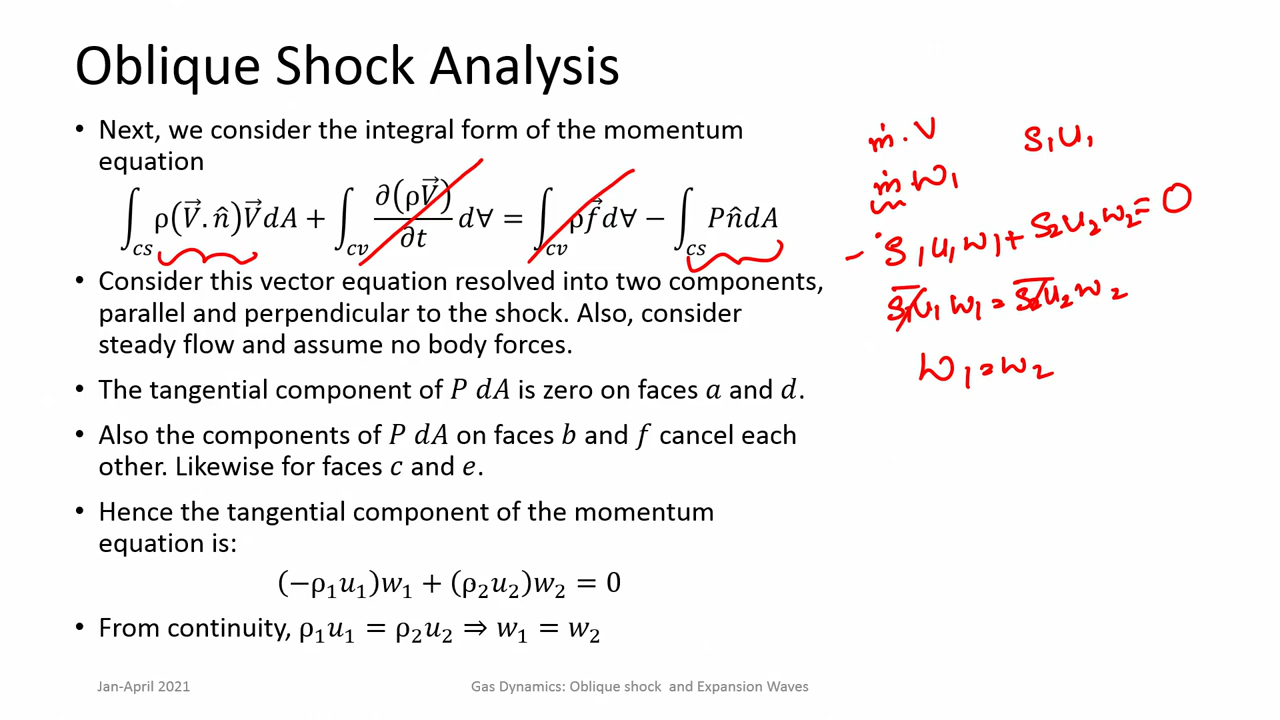 Oblique Shock Analysis
• Next, we consider the integral form of the momentum
equation
∫_cs ρ(V⃗.n̂)V⃗dA + ∫_cv ∂(ρV⃗)/∂t d∀ = ∫_cv ρf⃗d∀ − ∫_cs Pn̂dA
• Consider this vector equation resolved into two components,
parallel and perpendicular to the shock. Also, consider
steady flow and assume no body forces.
• The tangential component of P dA is zero on faces a and d.
• Also the components of P dA on faces b and f cancel each
other. Likewise for faces c and e.
• Hence the tangential component of the momentum
equation is:
(−ρ₁u₁)w₁ + (ρ₂u₂)w₂ = 0
• From continuity, ρ₁u₁ = ρ₂u₂ ⇒ w₁ = w₂
ṁ . V
ρ₁u₁
ṁ w₁
− ρ₁u₁w₁ + ρ₂u₂w₂ = 0
ρ₁u₁w₁ = ρ₂u₂w₂
w₁ = w₂
Jan-April 2021
Gas Dynamics: Oblique shock and Expansion Waves